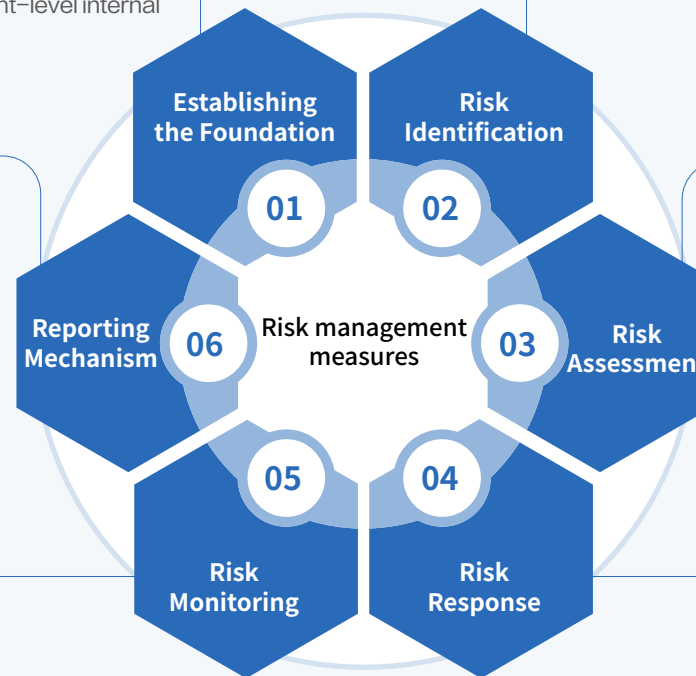 nt-level internal
Establishing
the Foundation
01
Risk
Identification
02
Risk management
measures
03
Risk
Assessmen
04
Risk
Response
05
Risk
Monitoring
06
Reporting
Mechanism